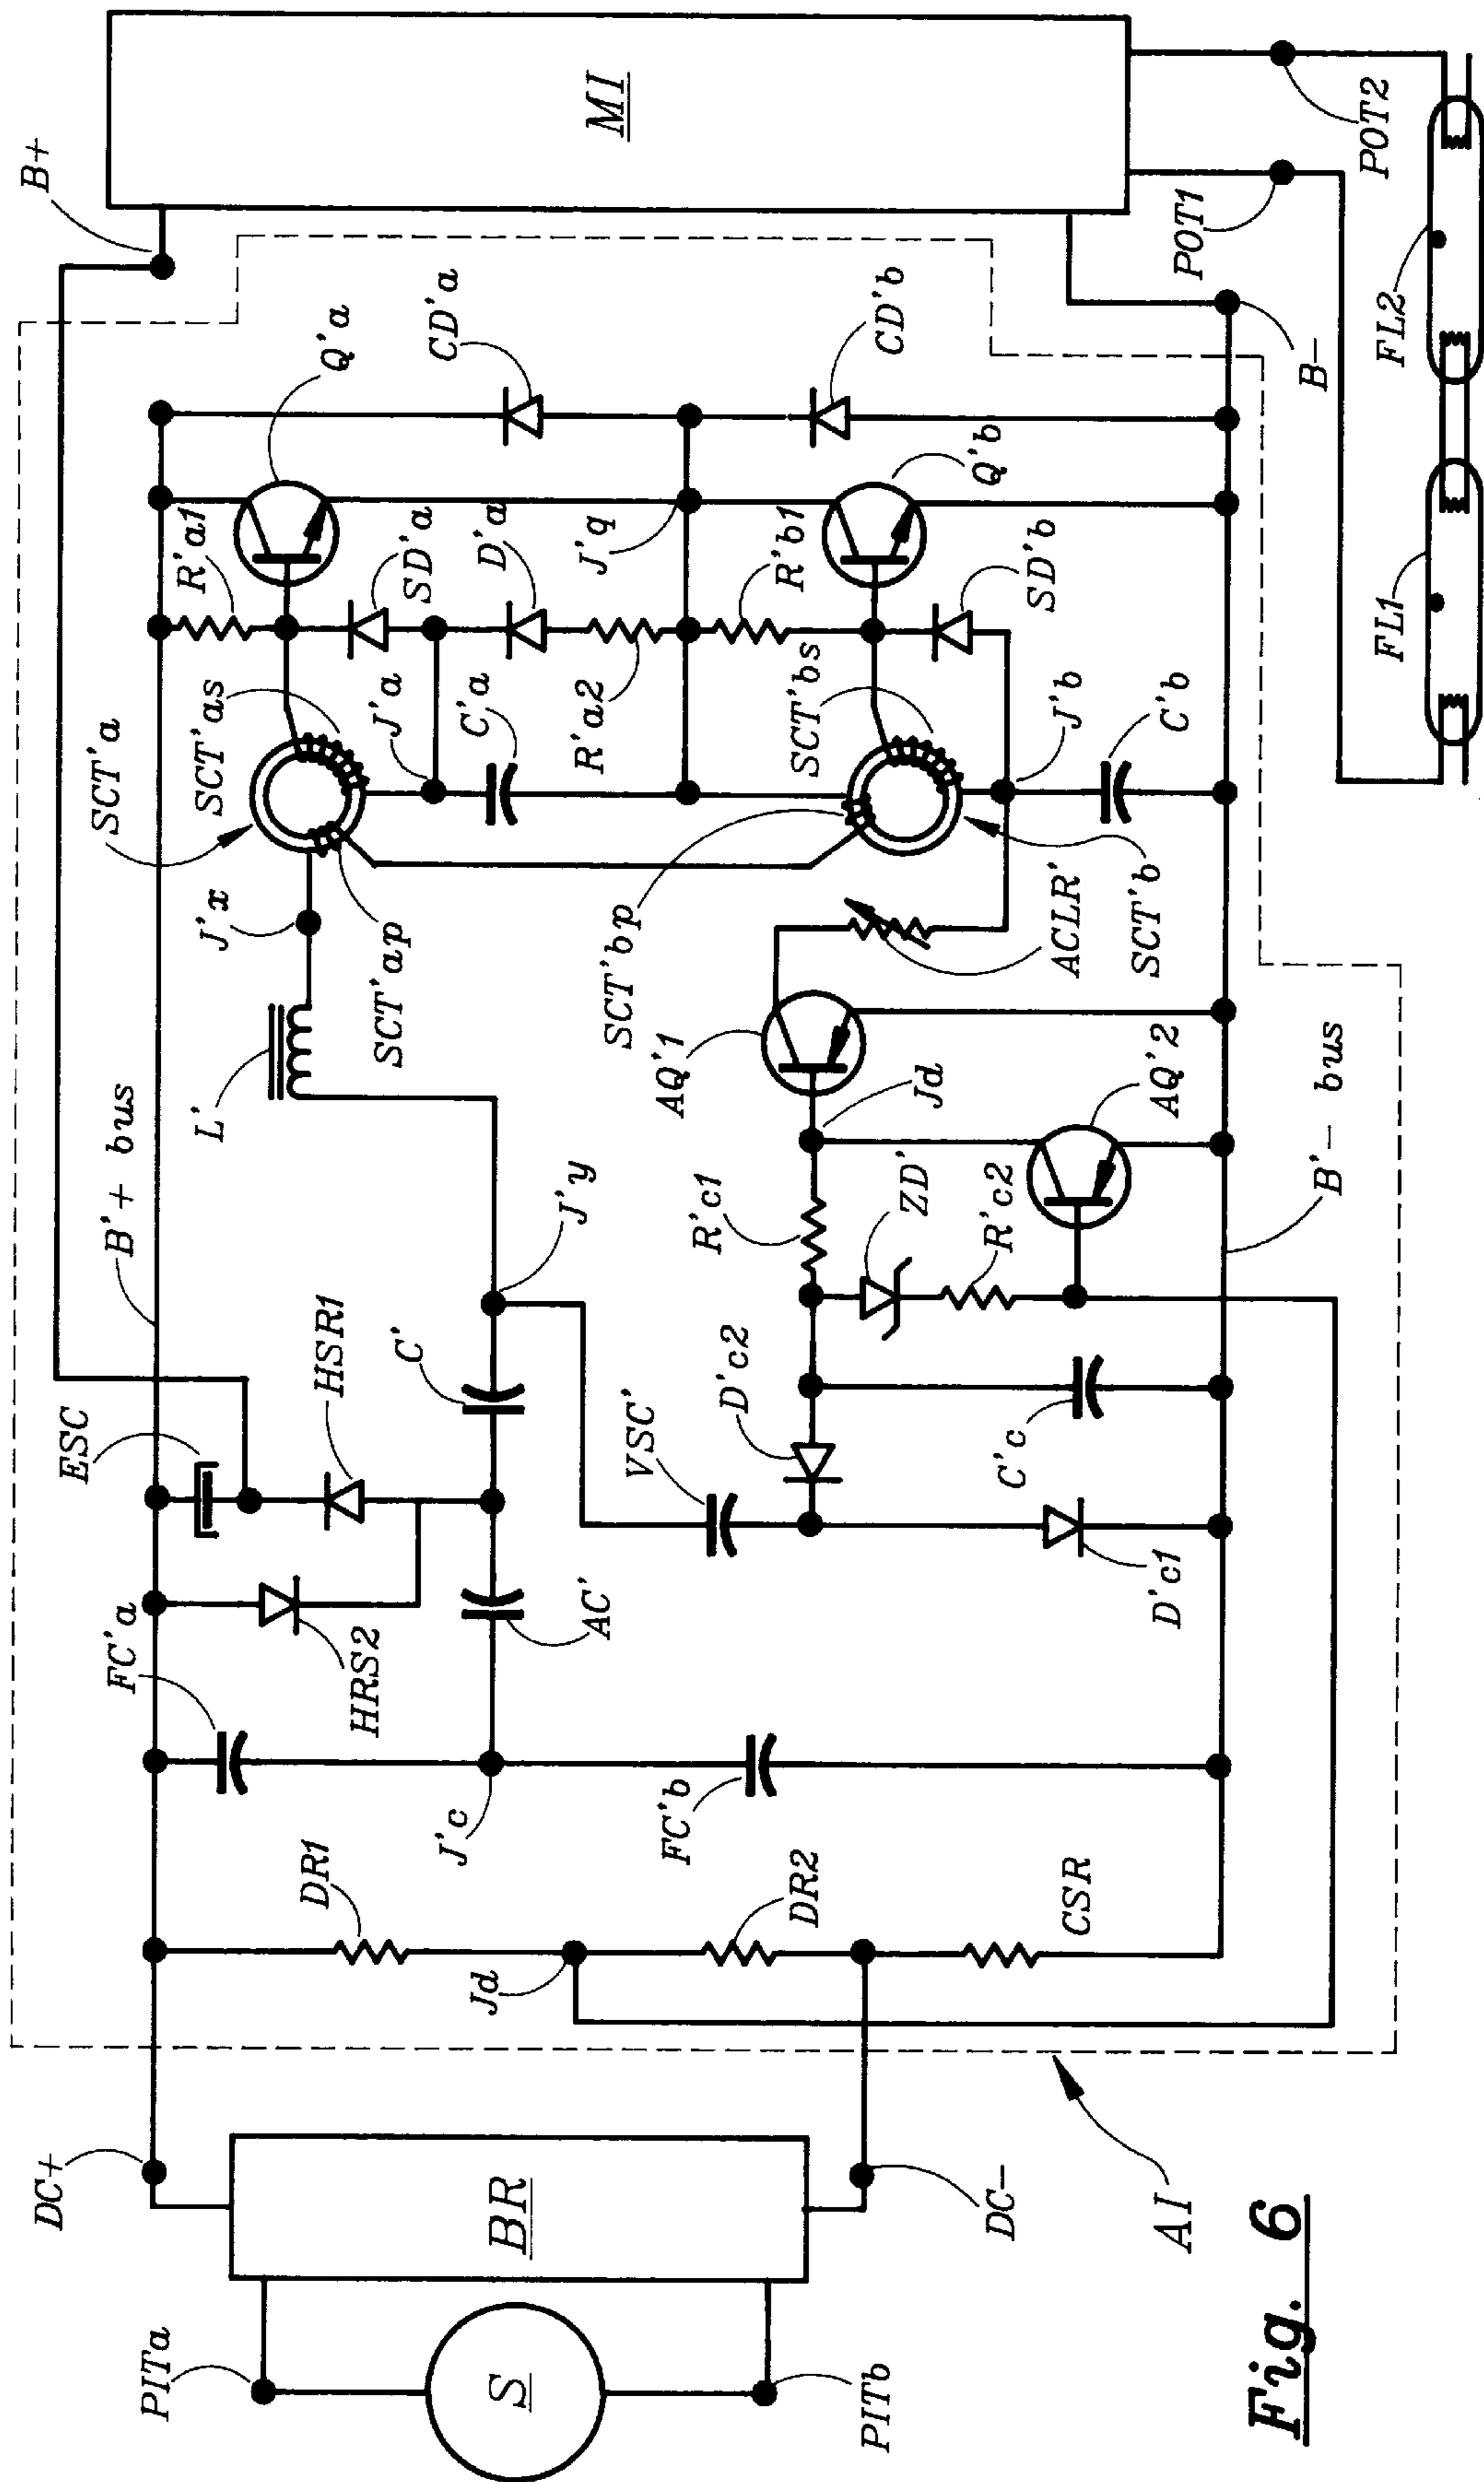 PITa
S
PITb
DC+
BR
DC-
AI
Fig. 6
DR1
Jd
DR2
CSR
FC'a
J'c
FC'b
HRS2
AC'
ESC
HSR1
C'
VSC'
D'c2
C'c
D'c1
B'+ bus
J'y
R'c1
ZD'
R'c2
Jd
AQ'1
AQ'2
B'- bus
L'
J'x
SCT'ap
SCT'a
SCT'as
J'a
C'a
R'a2
SCT'bp
SCT'bs
ACLR'
SCT'b
J'b
C'b
R'a1
SD'a
D'a
J'q
R'b1
SD'b
Q'a
Q'b
CD'a
CD'b
B+
B-
MI
POT1
POT2
FL1
FL2